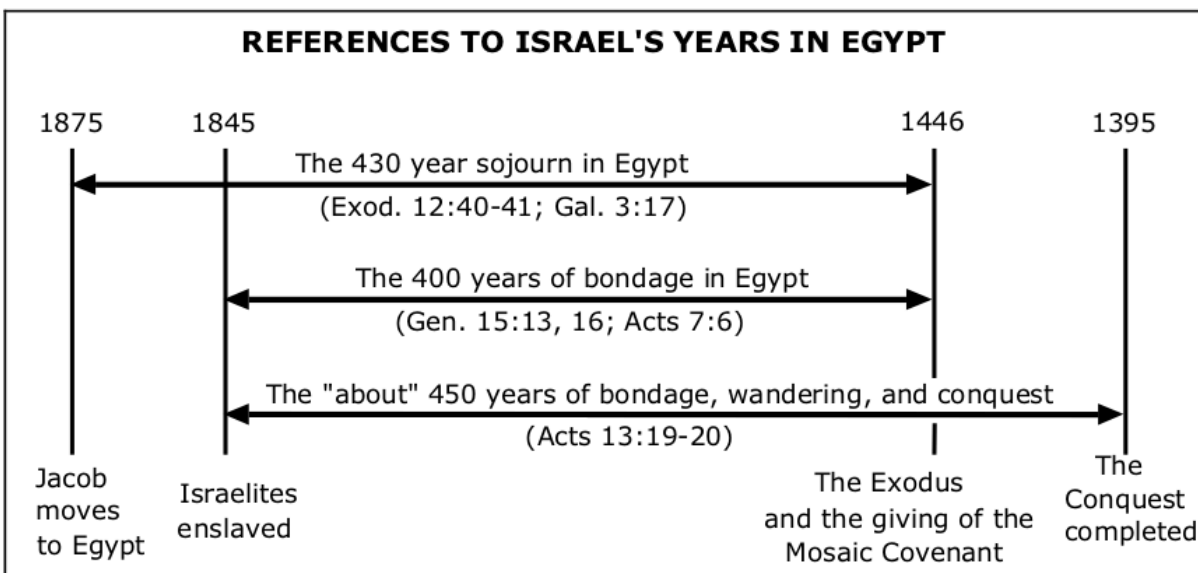 REFERENCES TO ISRAEL'S YEARS IN EGYPT
1875
1845
1446
1395
The 430 year sojourn in Egypt
(Exod. 12:40-41; Gal. 3:17)
The 400 years of bondage in Egypt
(Gen. 15:13, 16; Acts 7:6)
The "about" 450 years of bondage, wandering, and conquest
(Acts 13:19-20)
Jacob
moves
to Egypt
Israelites
enslaved
The Exodus
and the giving of the
Mosaic Covenant
The
Conquest
completed